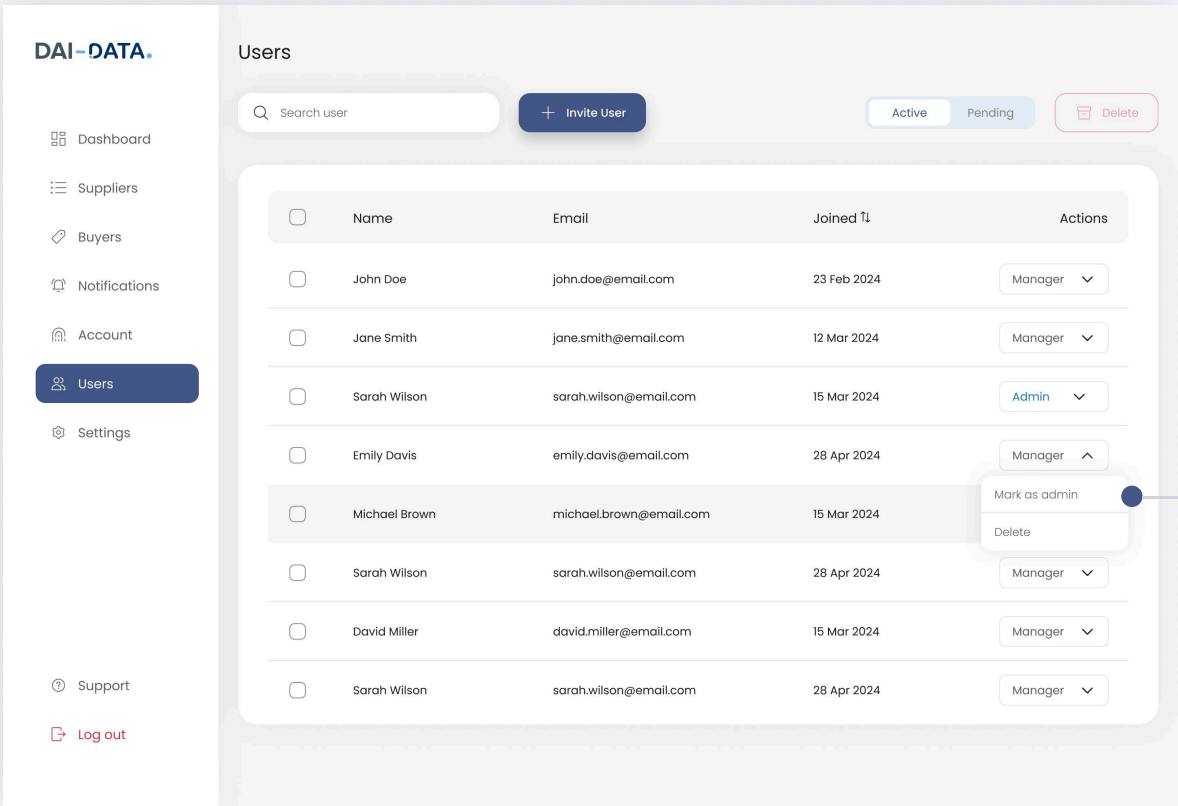 DAI-DATA.
Dashboard
Suppliers
Buyers
Notifications
Account
Users
Settings
Support
Log out
Users
Search user
Invite User
Active Pending
Delete
Name Email Joined Actions
John Doe john.doe@email.com 23 Feb 2024 Manager
Jane Smith jane.smith@email.com 12 Mar 2024 Manager
Sarah Wilson sarah.wilson@email.com 15 Mar 2024 Admin
Emily Davis emily.davis@email.com 28 Apr 2024 Manager
Mark as admin
Michael Brown michael.brown@email.com 15 Mar 2024
Delete
Sarah Wilson sarah.wilson@email.com 28 Apr 2024 Manager
David Miller david.miller@email.com 15 Mar 2024 Manager
Sarah Wilson sarah.wilson@email.com 28 Apr 2024 Manager